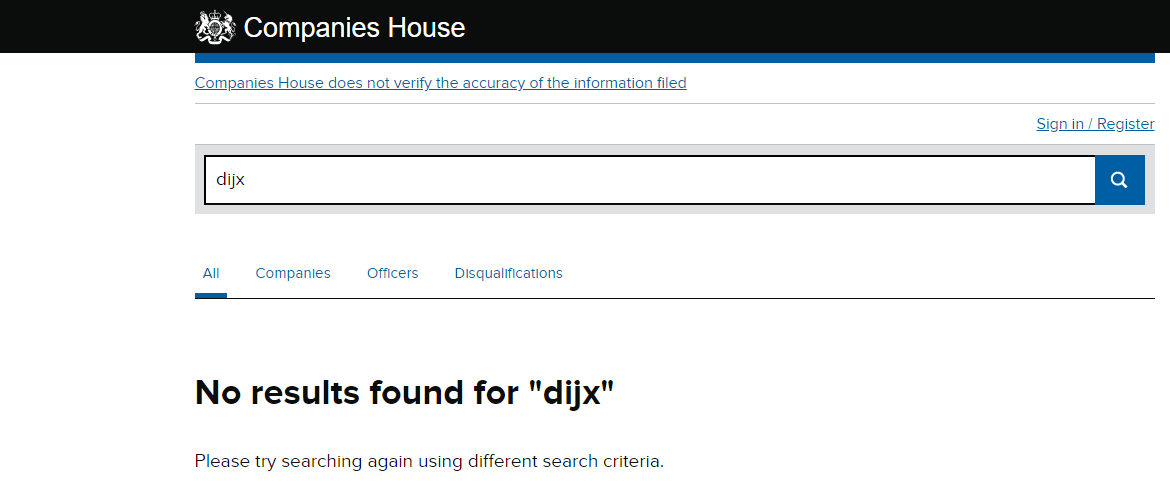 Companies House
Companies House does not verify the accuracy of the information filed
Sign in / Register
dijx
All Companies Officers Disqualifications
No results found for "dijx"
Please try searching again using different search criteria.